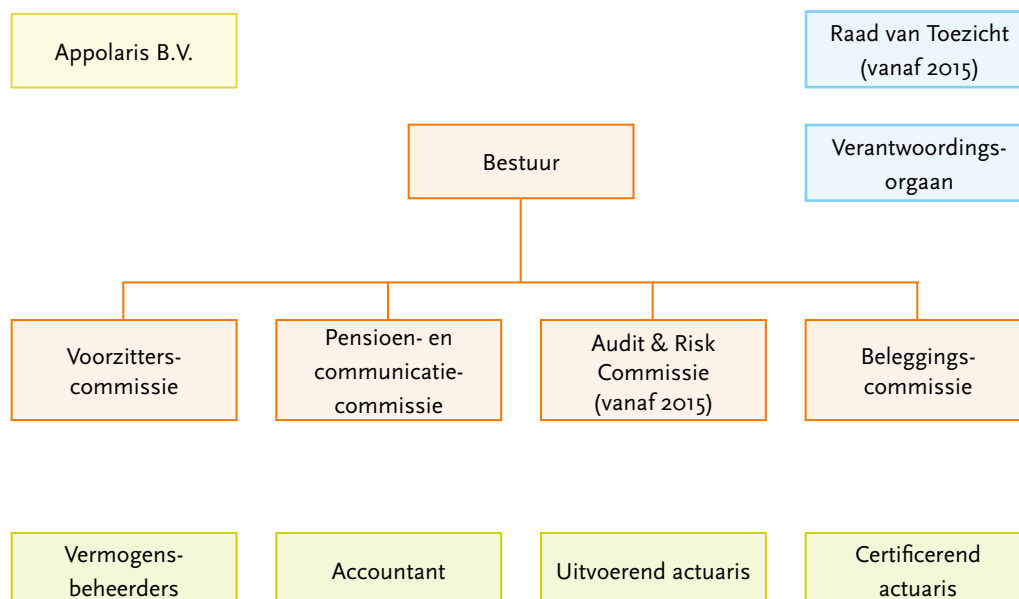 Appolaris B.V.
Raad van Toezicht
(vanaf 2015)
Bestuur
Verantwoordings-
orgaan
Voorzitters-
commissie
Pensioen- en
communicatie-
commissie
Audit & Risk
Commissie
(vanaf 2015)
Beleggings-
commissie
Vermogens-
beheerders
Accountant
Uitvoerend actuaris
Certificerend
actuaris